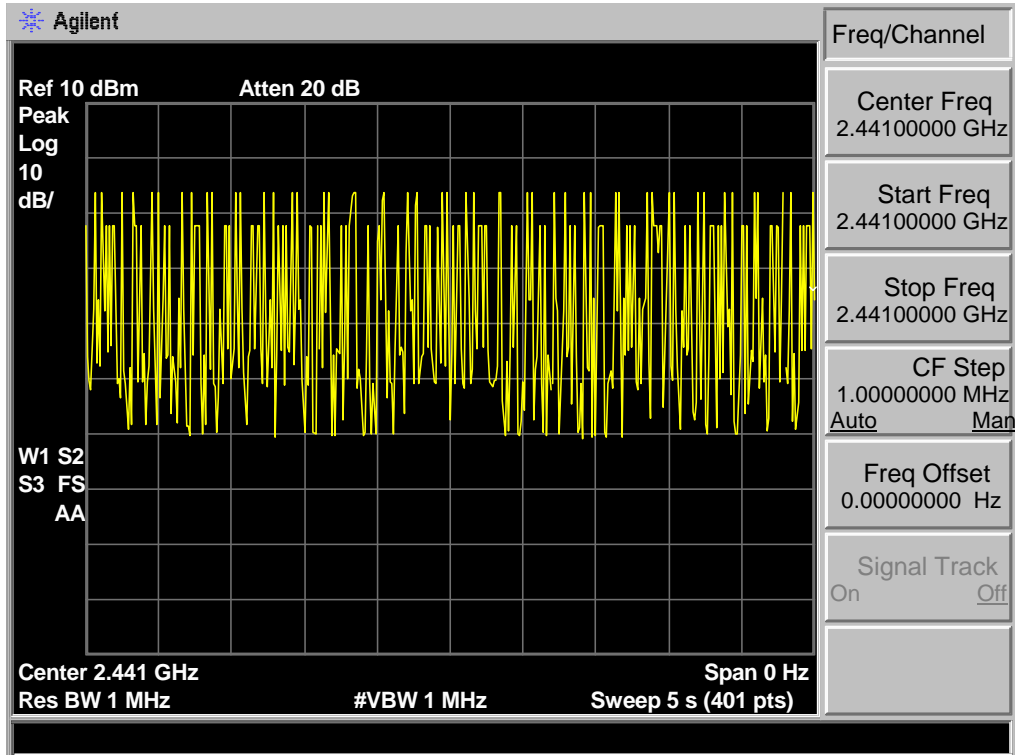 Agilent
Freq/Channel
Ref 10 dBm Atten 20 dB
Peak
Log
10
dB/
W1 S2
S3 FS
AA
Center 2.441 GHz Span 0 Hz
Res BW 1 MHz #VBW 1 MHz Sweep 5 s (401 pts)
Center Freq
2.44100000 GHz
Start Freq
2.44100000 GHz
Stop Freq
2.44100000 GHz
CF Step
1.00000000 MHz
Auto Man
Freq Offset
0.00000000 Hz
Signal Track
On Off